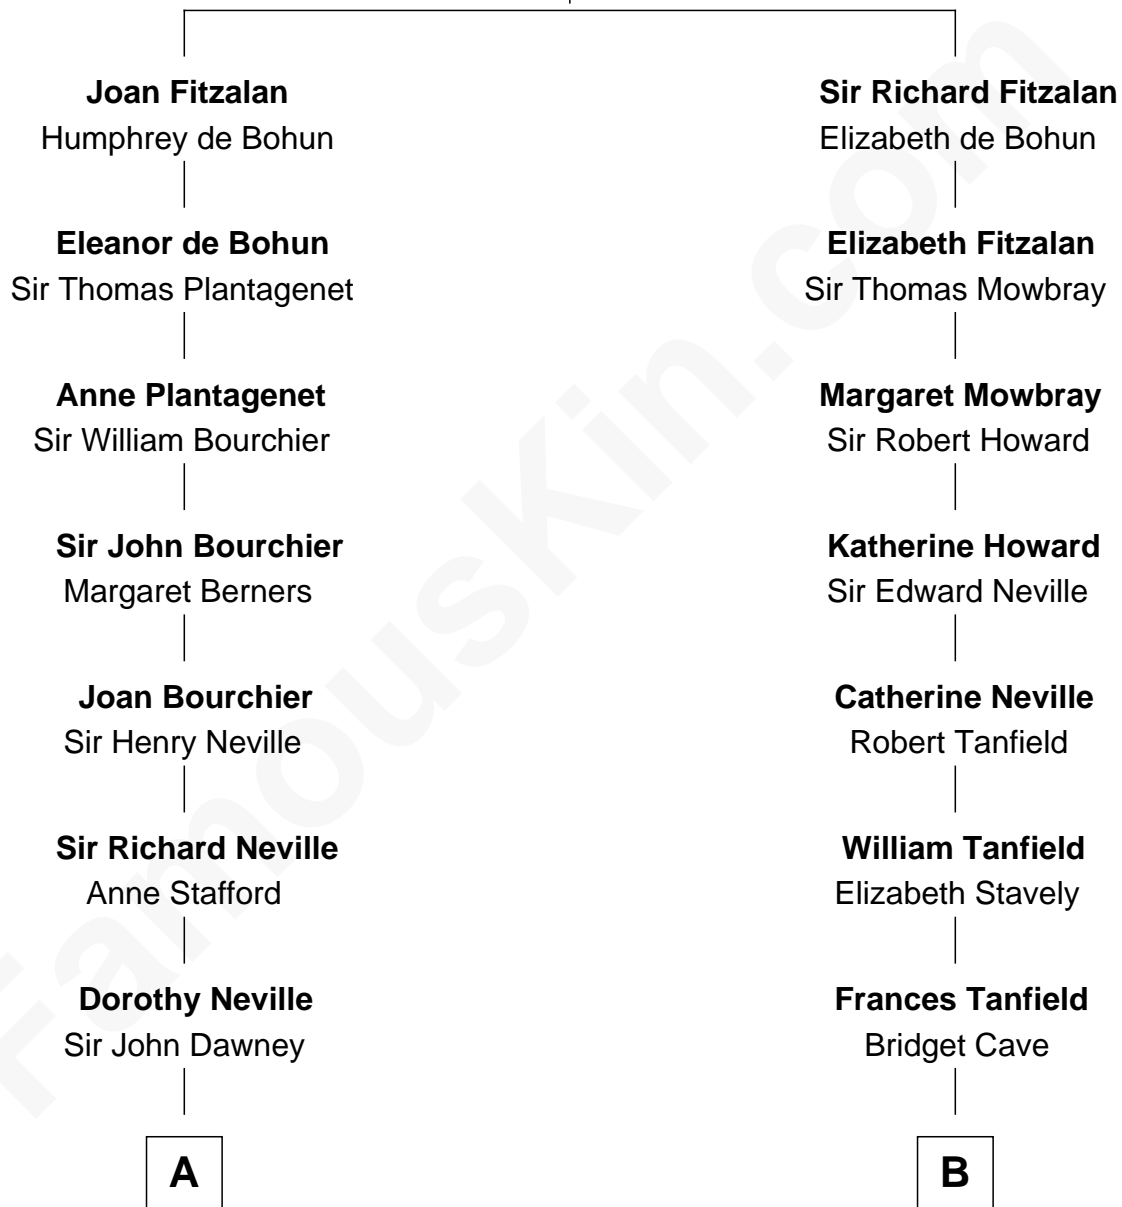 Joan Fitzalan
Humphrey de Bohun
Eleanor de Bohun
Sir Thomas Plantagenet
Anne Plantagenet
Sir William Bourchier
Sir John Bourchier
Margaret Berners
Joan Bourchier
Sir Henry Neville
Sir Richard Neville
Anne Stafford
Dorothy Neville
Sir John Dawney
A
Sir Richard Fitzalan
Elizabeth de Bohun
Elizabeth Fitzalan
Sir Thomas Mowbray
Margaret Mowbray
Sir Robert Howard
Katherine Howard
Sir Edward Neville
Catherine Neville
Robert Tanfield
William Tanfield
Elizabeth Stavely
Frances Tanfield
Bridget Cave
B
FamousKin.com